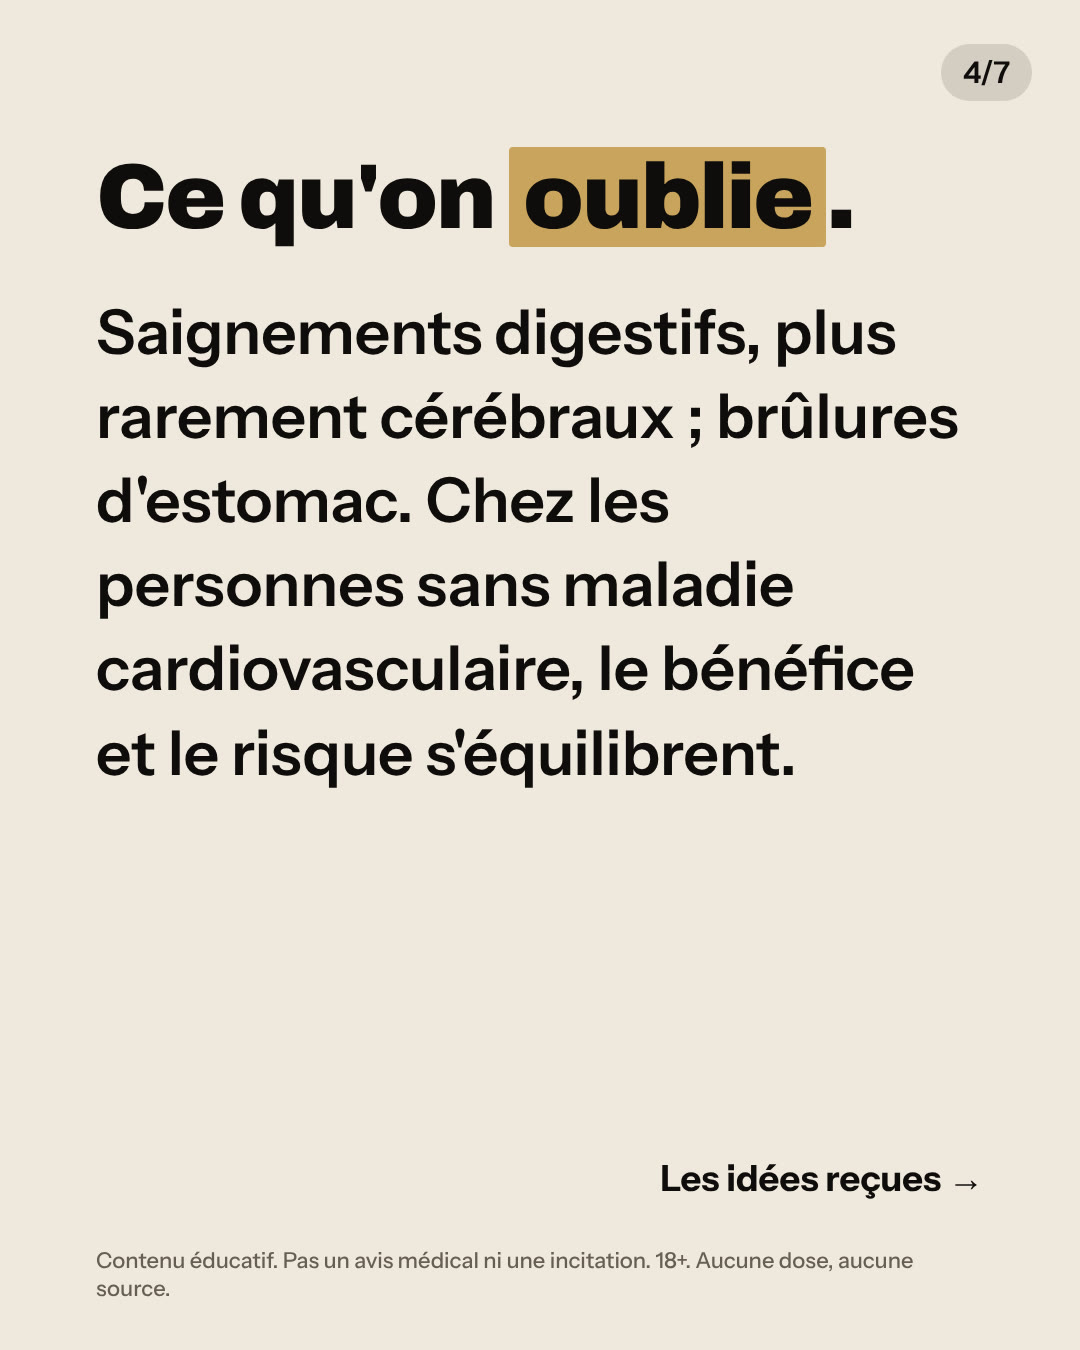 4/7
Ce qu'on oublie.
Saignements digestifs, plus
rarement cérébraux ; brûlures
d'estomac. Chez les
personnes sans maladie
cardiovasculaire, le bénéfice
et le risque s'équilibrent.
Les idées reçues →
Contenu éducatif. Pas un avis médical ni une incitation. 18+. Aucune dose, aucune
source.